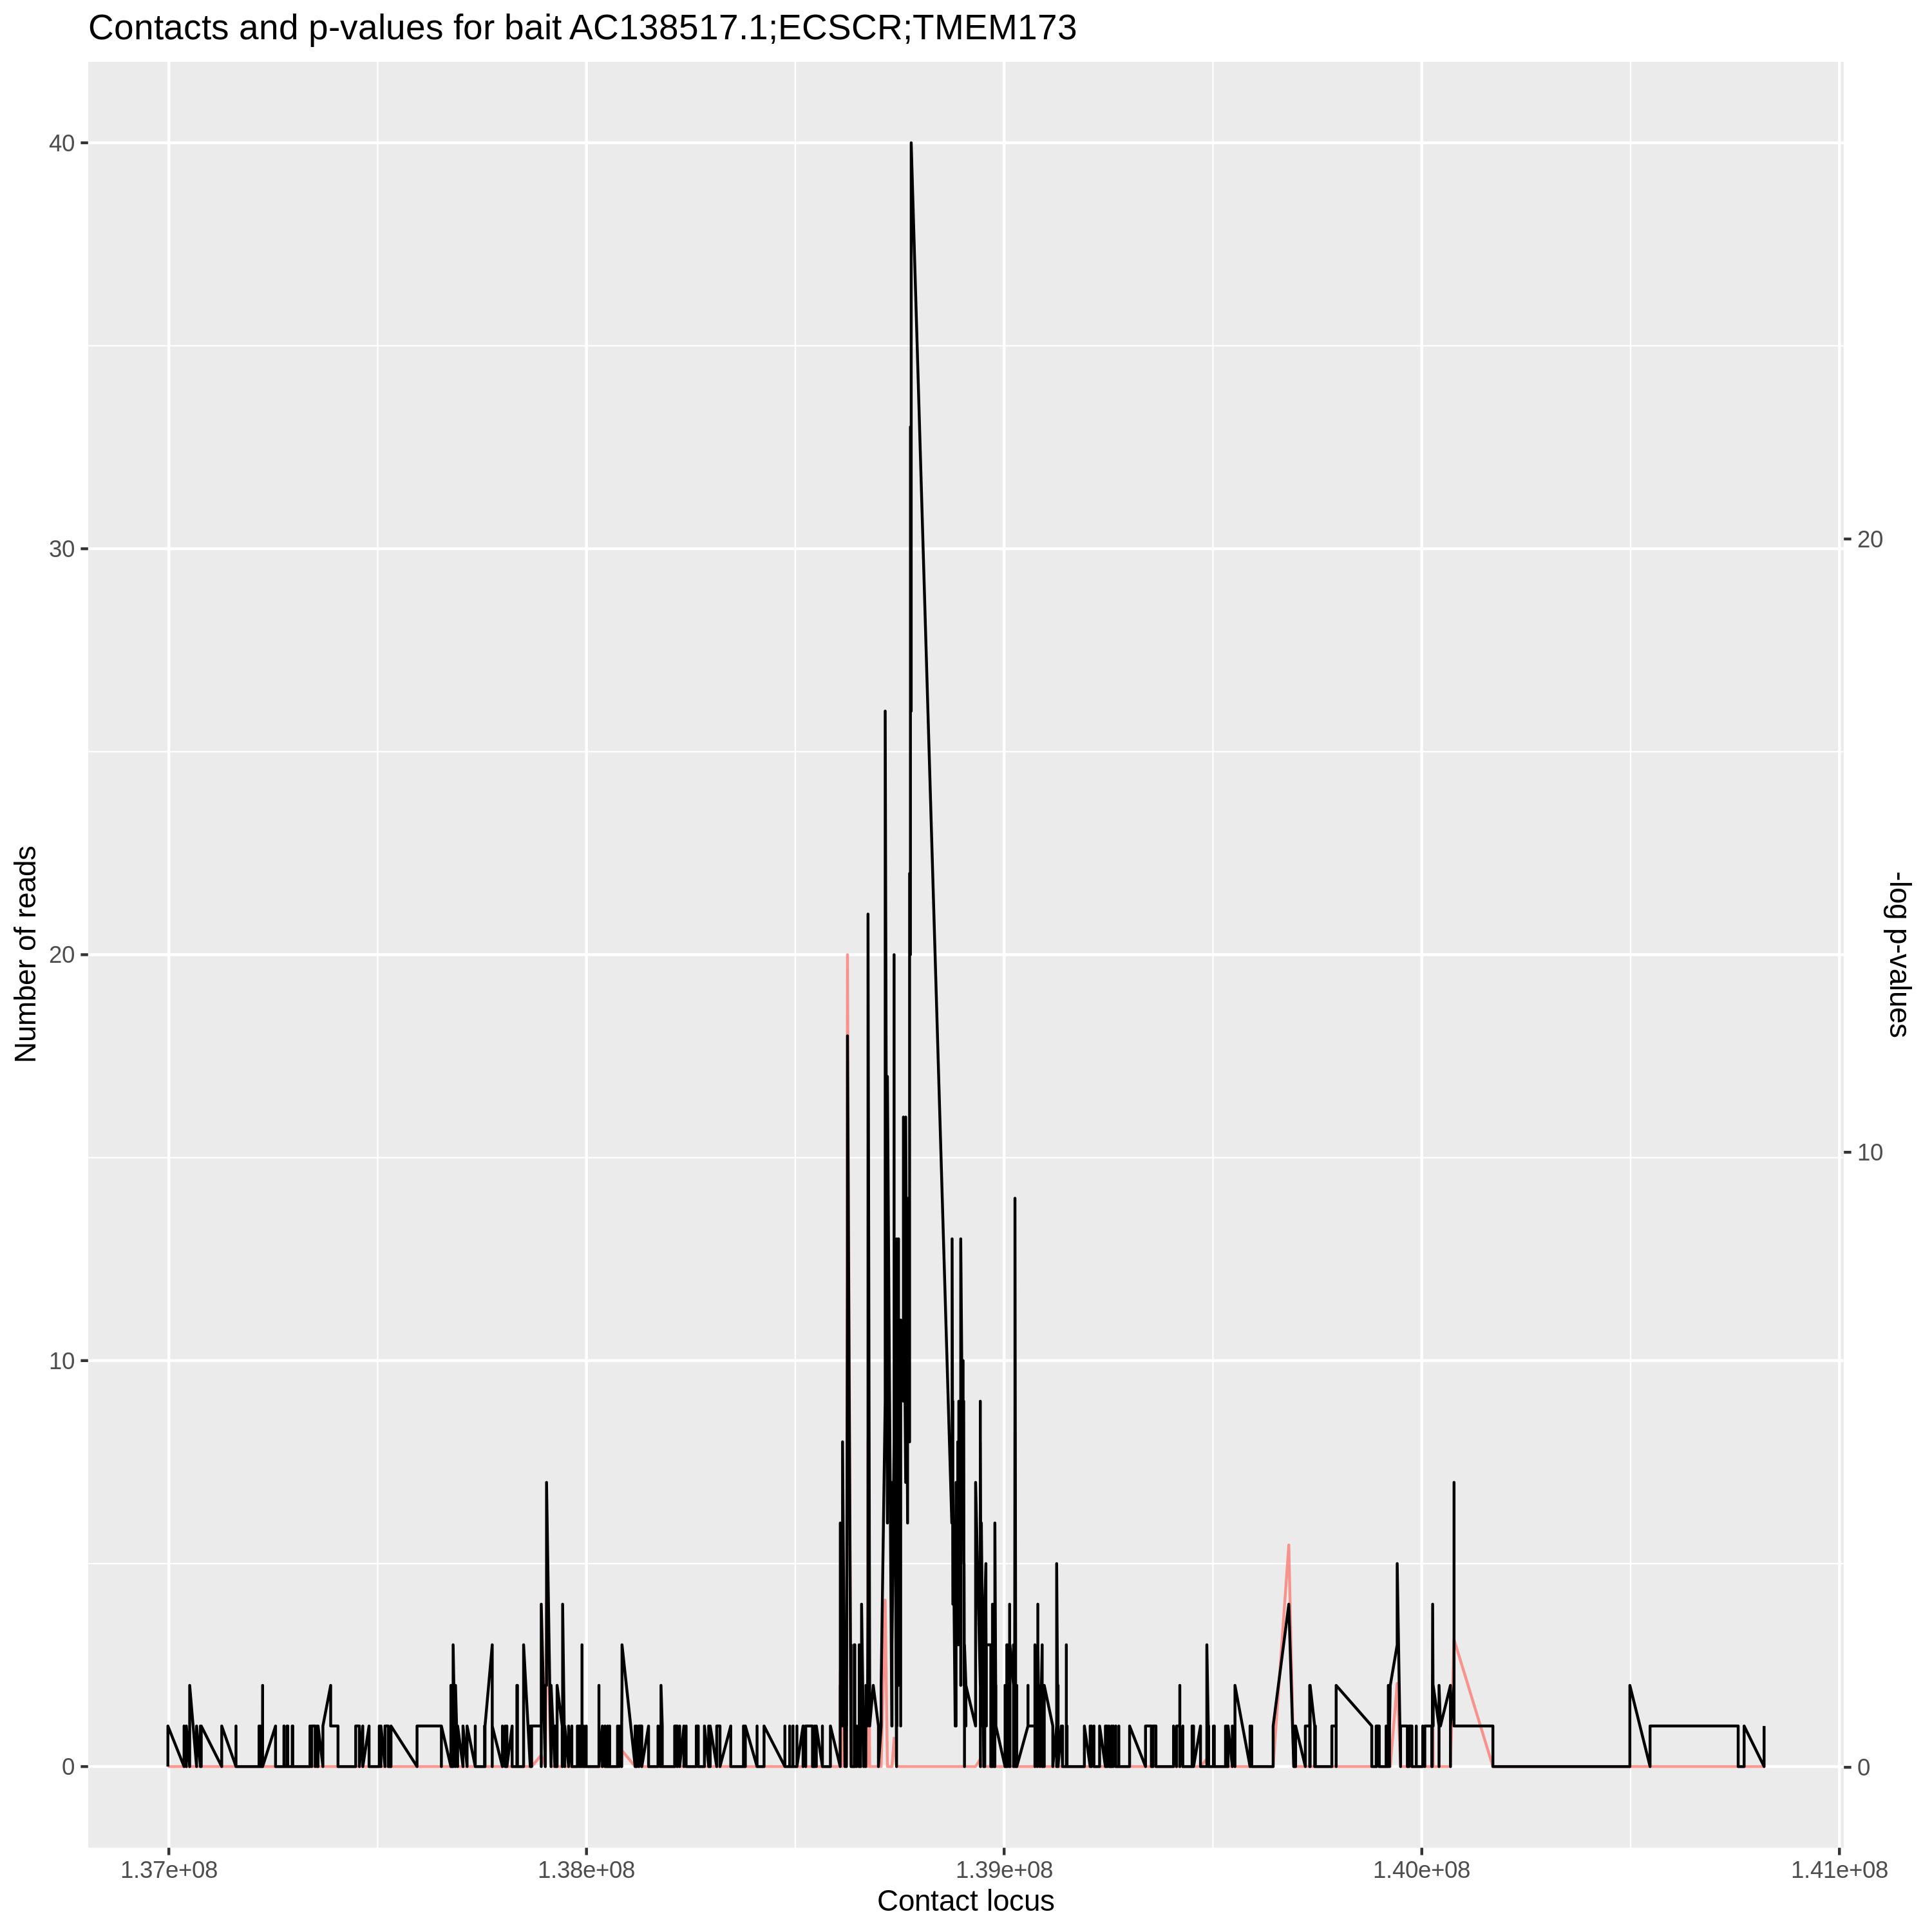 Contacts and p-values for bait AC138517.1;ECSCR;TMEM173
40
30
20
10
0
Number of reads
20
10
0
-log p-values
1.37e+08 1.38e+08 1.39e+08 1.40e+08 1.41e+08
Contact locus